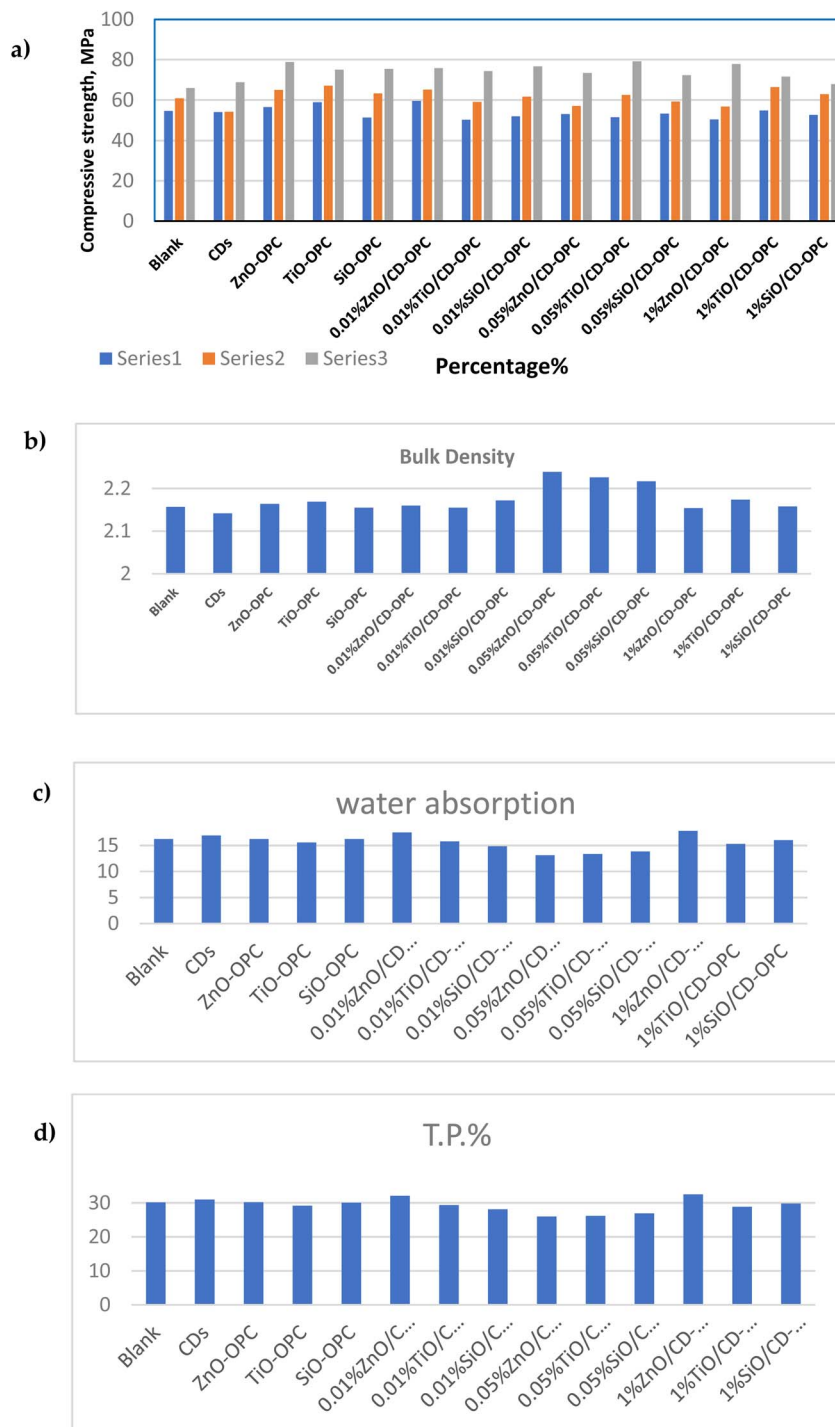 a)
Compressive strength, MPa
100
80
60
40
20
0
Blank
CDs
ZnO-OPC
TiO-OPC
SiO-OPC
0.01%ZnO/CD-OPC
0.01%TiO/CD-OPC
0.01%SiO/CD-OPC
0.05%ZnO/CD-OPC
0.05%TiO/CD-OPC
0.05%SiO/CD-OPC
1%ZnO/CD-OPC
1%TiO/CD-OPC
1%SiO/CD-OPC
Series1 Series2 Series3
Percentage%
b)
Bulk Density
2.2
2.1
2
Blank
CDs
ZnO-OPC
TiO-OPC
SiO-OPC
0.01%ZnO/CD-OPC
0.01%TiO/CD-OPC
0.01%SiO/CD-OPC
0.05%ZnO/CD-OPC
0.05%TiO/CD-OPC
0.05%SiO/CD-OPC
1%ZnO/CD-OPC
1%TiO/CD-OPC
1%SiO/CD-OPC
c)
water absorption
15
10
5
0
Blank
CDs
ZnO-OPC
TiO-OPC
SiO-OPC
0.01%ZnO/CD...
0.01%TiO/CD-...
0.01%SiO/CD-...
0.05%ZnO/CD...
0.05%TiO/CD-...
0.05%SiO/CD-...
1%ZnO/CD-...
1%TiO/CD-OPC
1%SiO/CD-OPC
d)
T.P.%
30
20
10
0
Blank
CDs
ZnO-OPC
TiO-OPC
SiO-OPC
0.01%ZnO/C...
0.01%TiO/C...
0.01%SiO/C...
0.05%ZnO/C...
0.05%TiO/C...
0.05%SiO/C...
1%ZnO/CD-...
1%TiO/CD-...
1%SiO/CD-...